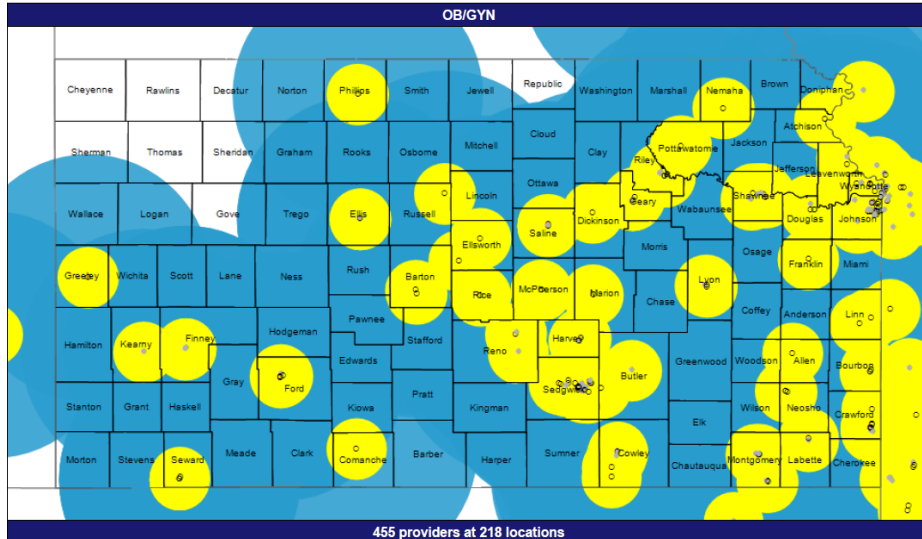 OB/GYN
Cheyenne Rawlins Decatur Norton Phillips Smith Jewell Republic Washington Marshall Nemaha Brown Doniphan
Sherman Thomas Sheridan Graham Rooks Osborne Mitchell Cloud Clay Riley Pottawatomie Jackson Atchison Jefferson Leavenworth Wyandotte
Wallace Logan Gove Trego Ellis Russell Lincoln Ottawa Saline Dickinson Geary Wabaunsee Shawnee Douglas Johnson
Greeley Wichita Scott Lane Ness Rush Barton Ellsworth Rice McPherson Marion Morris Chase Lyon Osage Franklin Miami
Hamilton Kearny Finney Hodgeman Pawnee Stafford Reno Harvey Butler Greenwood Coffey Anderson Linn
Stanton Grant Haskell Gray Ford Edwards Kiowa Pratt Kingman Sedgwick Elk Woodson Wilson Allen Neosho Bourbon Crawford
Morton Stevens Seward Meade Clark Comanche Barber Harper Sumner Cowley Chautauqua Montgomery Labette Cherokee
455 providers at 218 locations